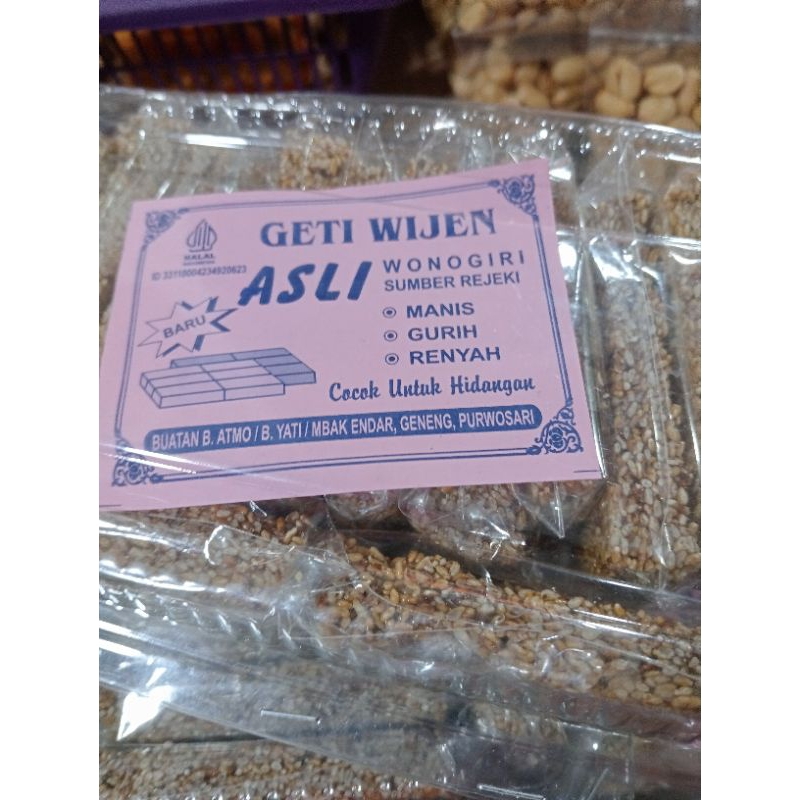 GETI WIJEN
HALAL
INDONESIA
ID 33110004234920623
ASLI
WONOGIRI
SUMBER REJEKI
BARU
MANIS
GURIH
RENYAH
Cocok Untuk Hidangan
BUATAN B. ATMO / B. YATI / MBAK ENDAR, GENENG, PURWOSARI